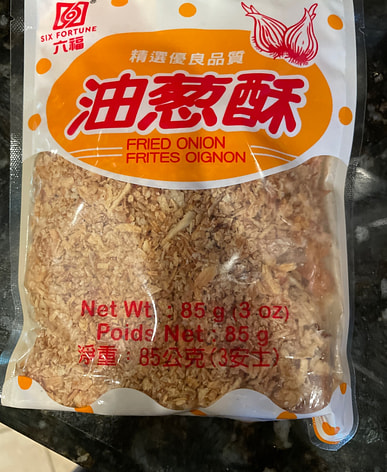 ®
SIX FORTUNE
六福
精選優良品質
油蔥酥
FRIED ONION
FRITES OIGNON
Net Wt. : 85 g (3 oz)
Poids Net : 85 g
淨重：85公克(3安士)